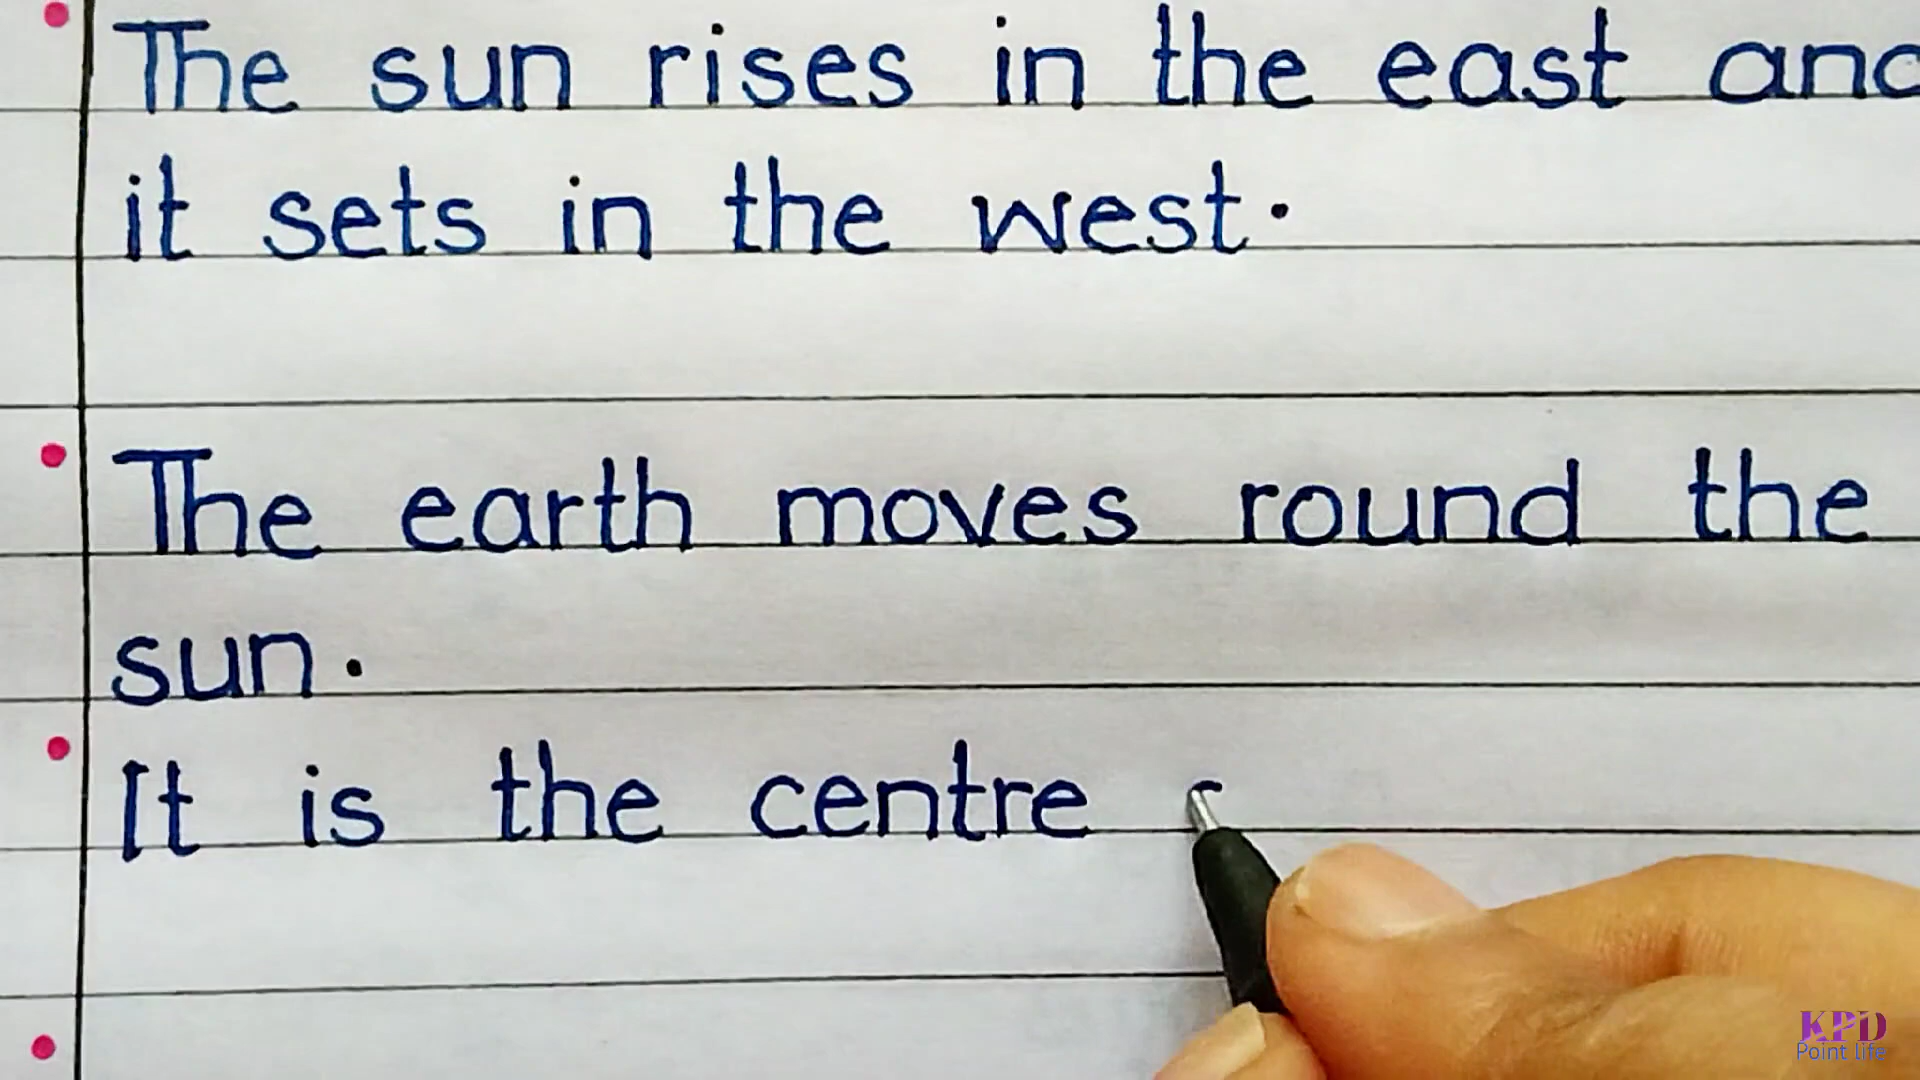 The sun rises in the east and
it sets in the west.
The earth moves round the
sun.
It is the centre
KPD
Point life